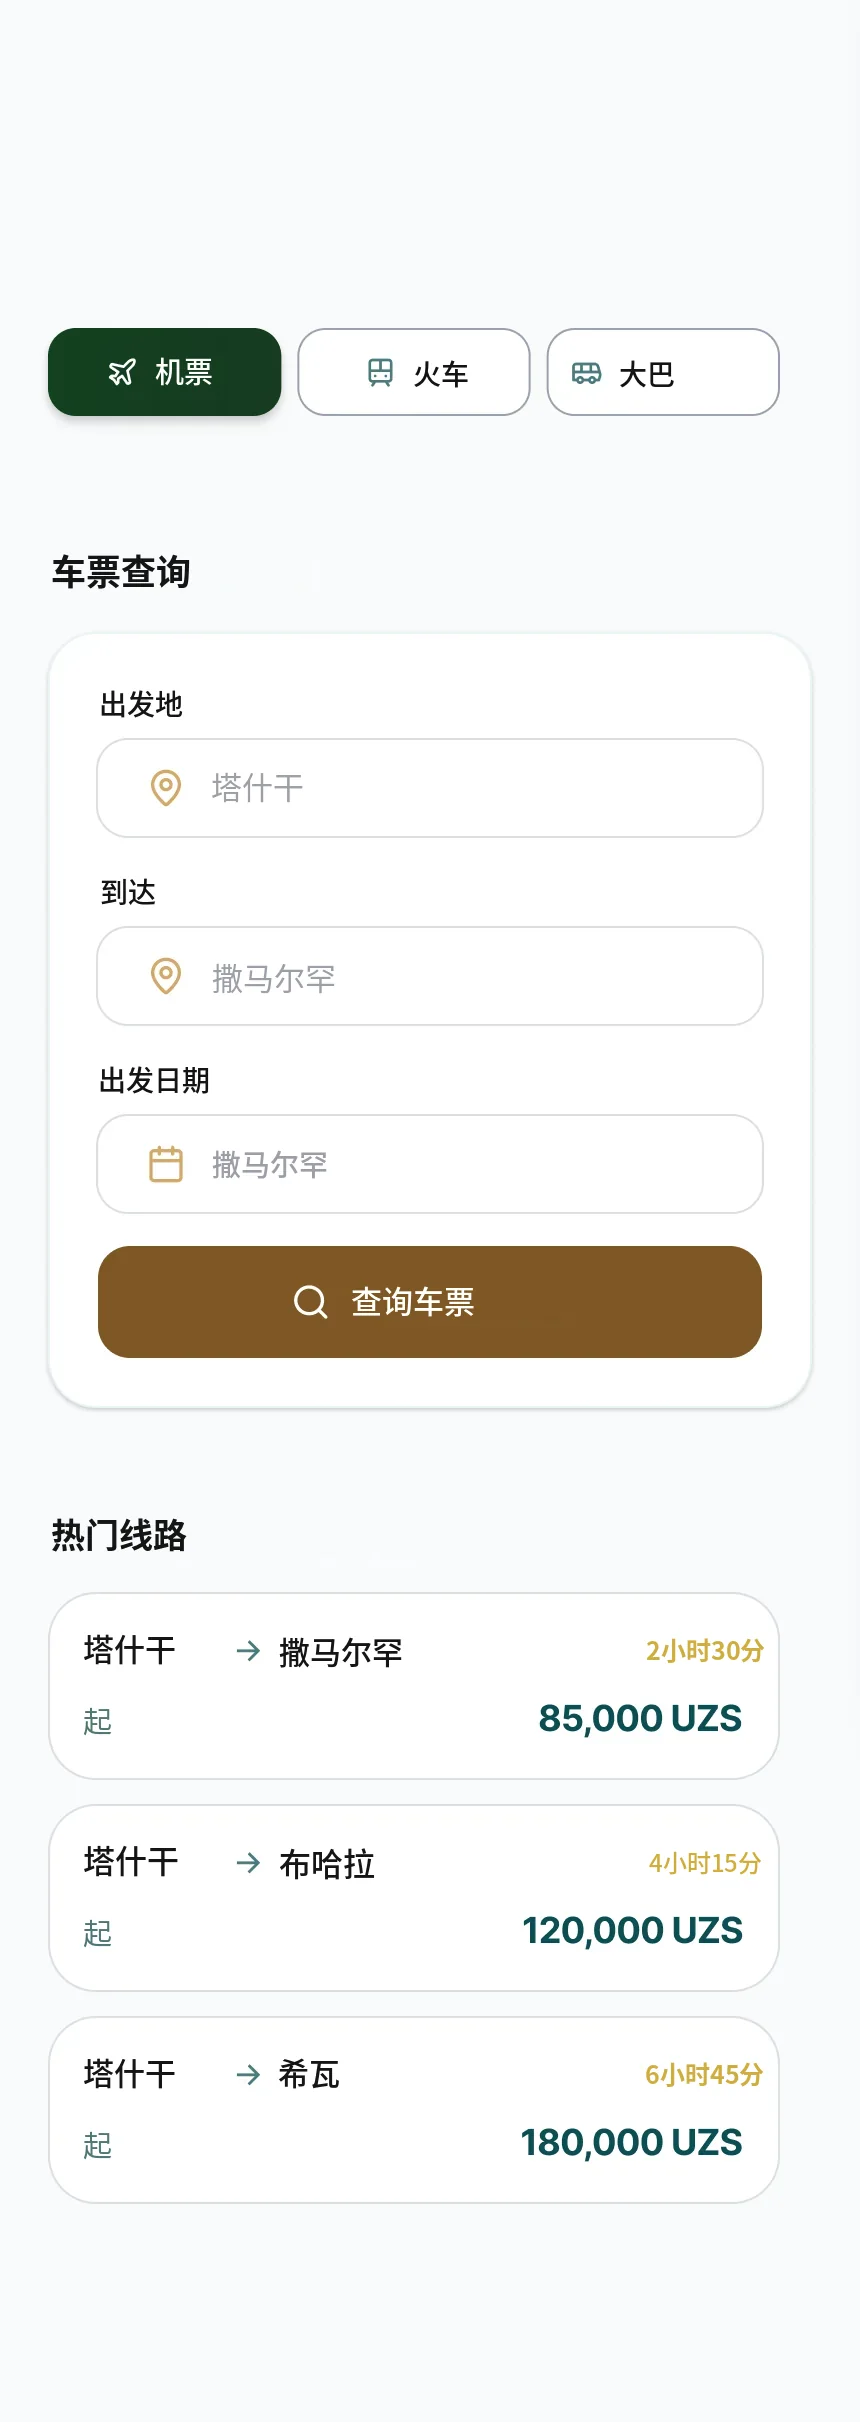 机票 火车 大巴
车票查询
出发地
塔什干
到达
撒马尔罕
出发日期
撒马尔罕
查询车票
热门线路
塔什干 → 撒马尔罕 2小时30分
起 85,000 UZS
塔什干 → 布哈拉 4小时15分
起 120,000 UZS
塔什干 → 希瓦 6小时45分
起 180,000 UZS